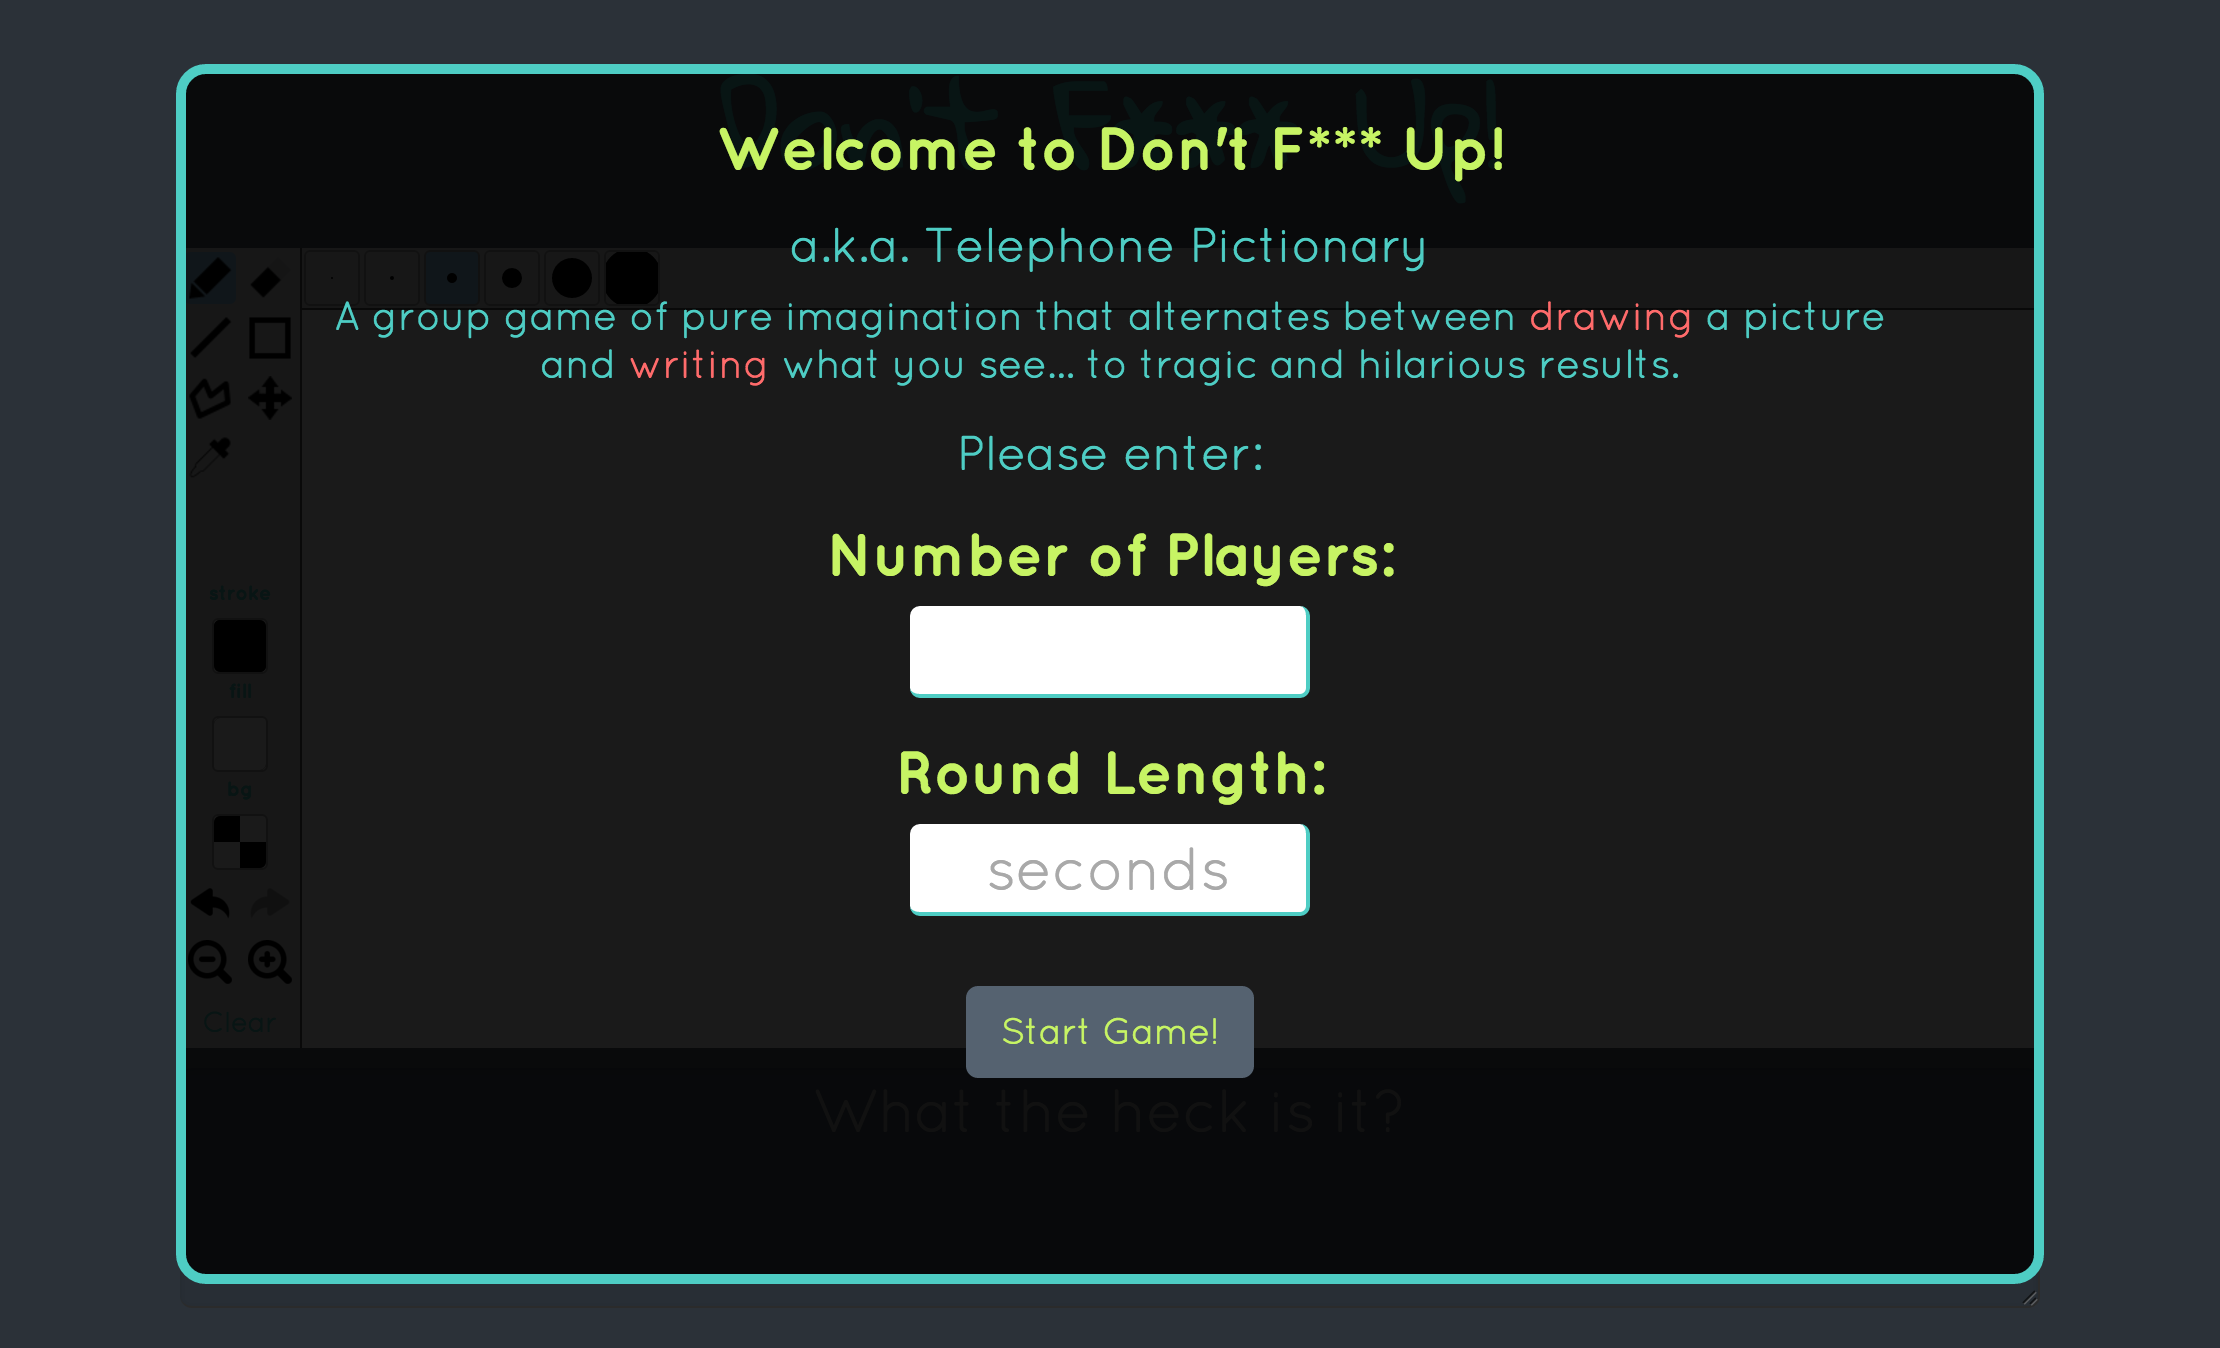 Don't F*** Up!
Welcome to Don't F*** Up!
a.k.a. Telephone Pictionary
A group game of pure imagination that alternates between drawing a picture
and writing what you see... to tragic and hilarious results.
Please enter:
Number of Players:
stroke
fill
Round Length:
bg
seconds
Clear
Start Game!
What the heck is it?